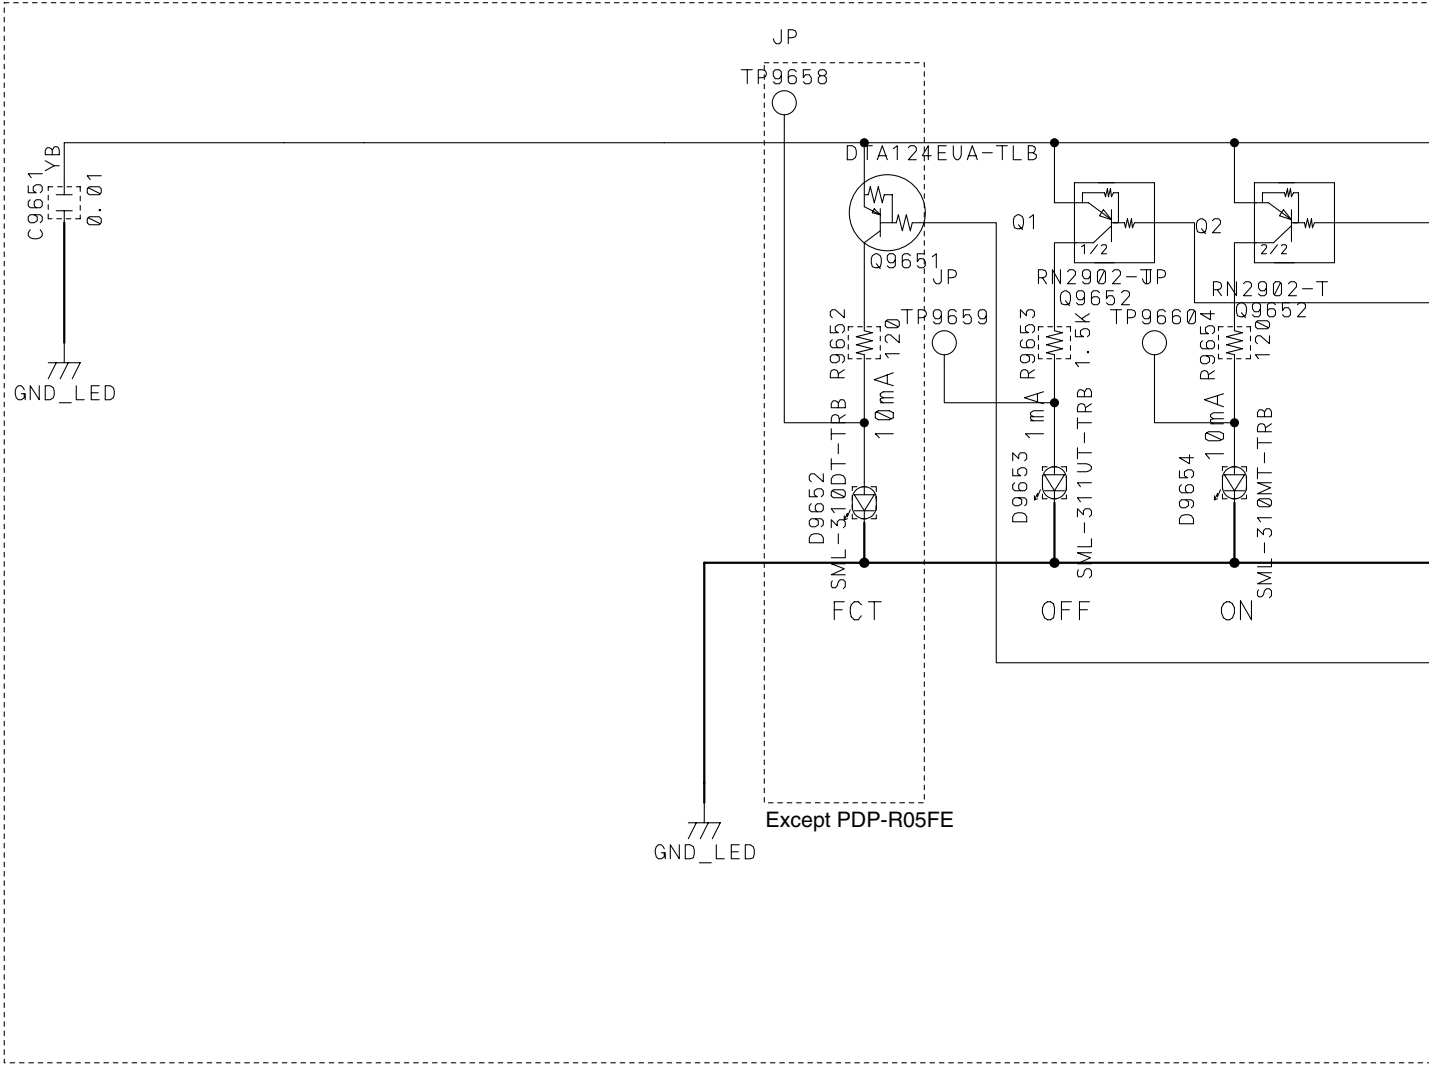 JP
TP9658
DTA124EUA-TLB
YB
C9651
0.01
GND_LED
Q9651
Q1
1/2
RN2902-T
Q9652
Q2
2/2
RN2902-T
Q9652
JP
TP9659
JP
TP9660
R9652
120
10mA
R9653
1.5K
1mA
R9654
120
10mA
D9652
SML-310DT-TRB
D9653
SML-311UT-TRB
D9654
SML-310MT-TRB
FCT
OFF
ON
Except PDP-R05FE
GND_LED